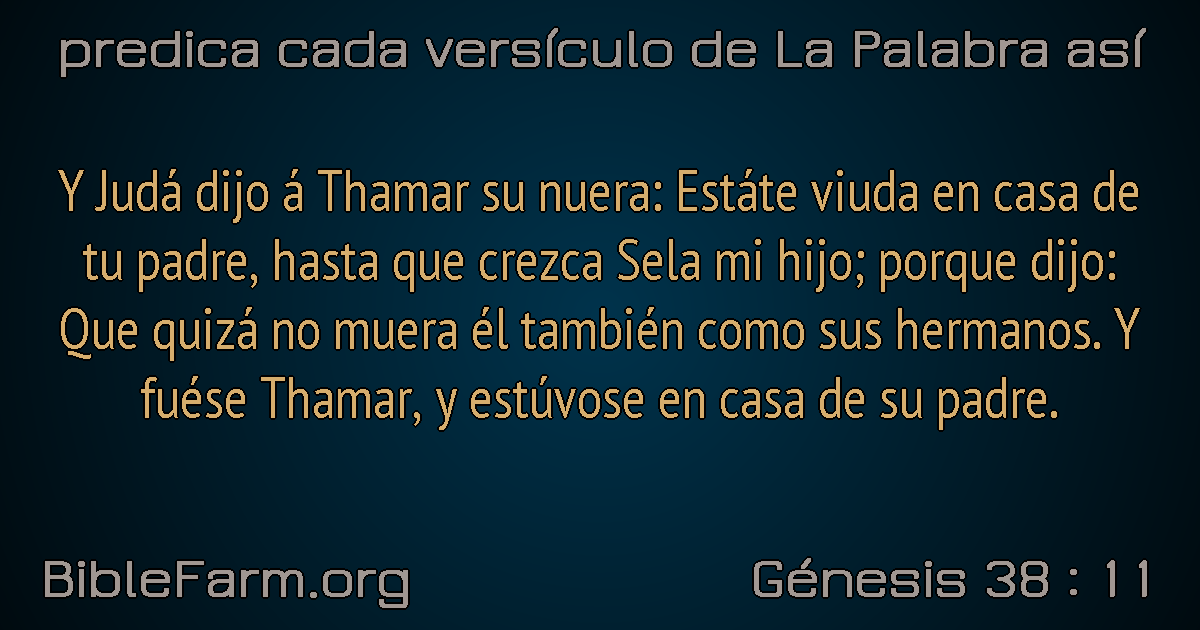 predica cada versículo de La Palabra así
Y Judá dijo á Thamar su nuera: Estáte viuda en casa de
tu padre, hasta que crezca Sela mi hijo; porque dijo:
Que quizá no muera él también como sus hermanos. Y
fuése Thamar, y estúvose en casa de su padre.
BibleFarm.org
Génesis 38 : 11